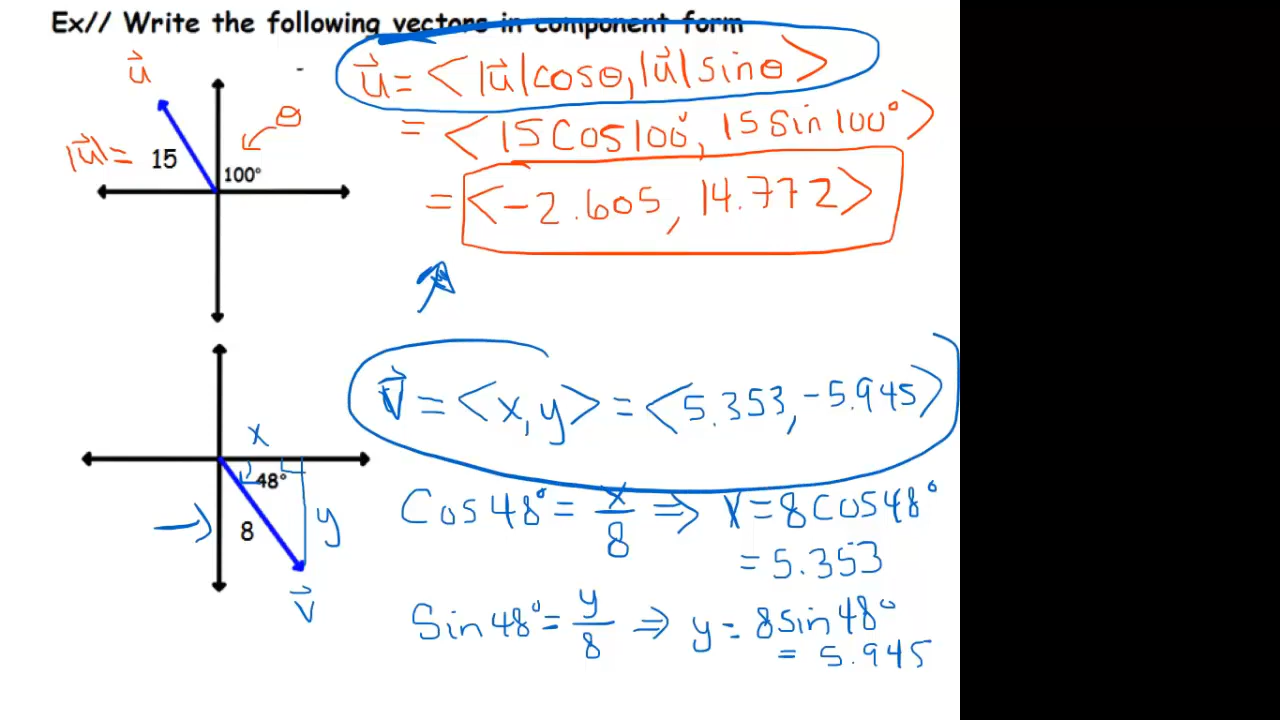 Ex// Write the following vectors in component form
u⃗
u⃗ = <|u⃗|cosθ, |u⃗|sinθ>
θ
= <15Cos100°, 15Sin100°>
|u⃗|= 15
100°
= <-2.605, 14.772>
v⃗ = <x, y> = <5.353, -5.945>
x
48°
8
y
v⃗
Cos48° = x/8 ⇒ x = 8Cos48°
= 5.353
Sin48° = y/8 ⇒ y = 8Sin48°
= 5.945